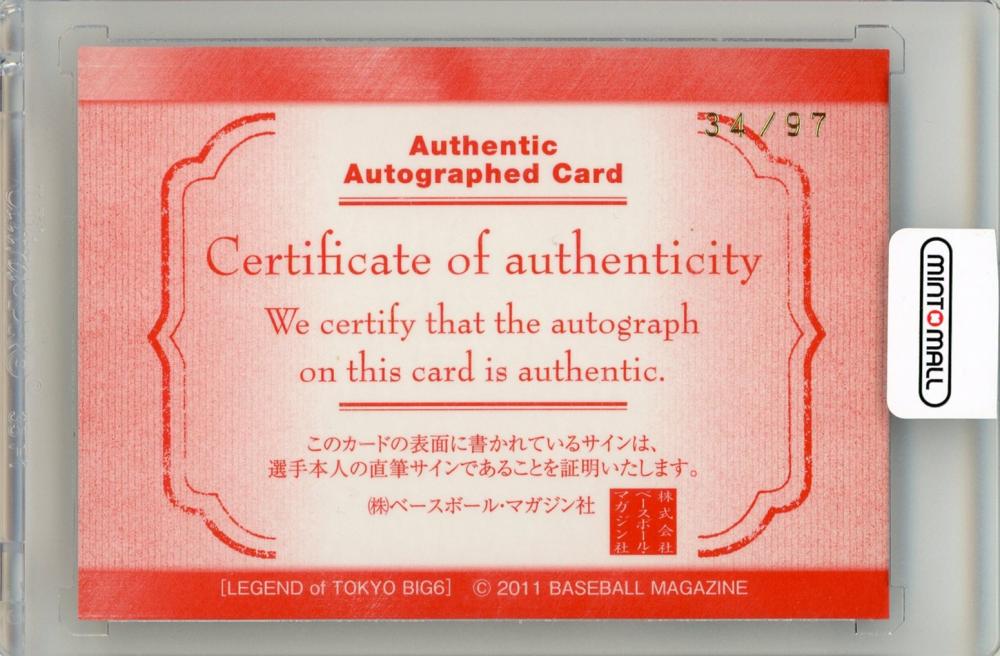 34/97
Authentic
Autographed Card
Certificate of authenticity
We certify that the autograph
on this card is authentic.
このカードの表面に書かれているサインは、
選手本人の直筆サインであることを証明いたします。
㈱ベースボール・マガジン社
株式会社
ベースボール・
マガジン社
[LEGEND of TOKYO BIG6] © 2011 BASEBALL MAGAZINE
MINTOMALL